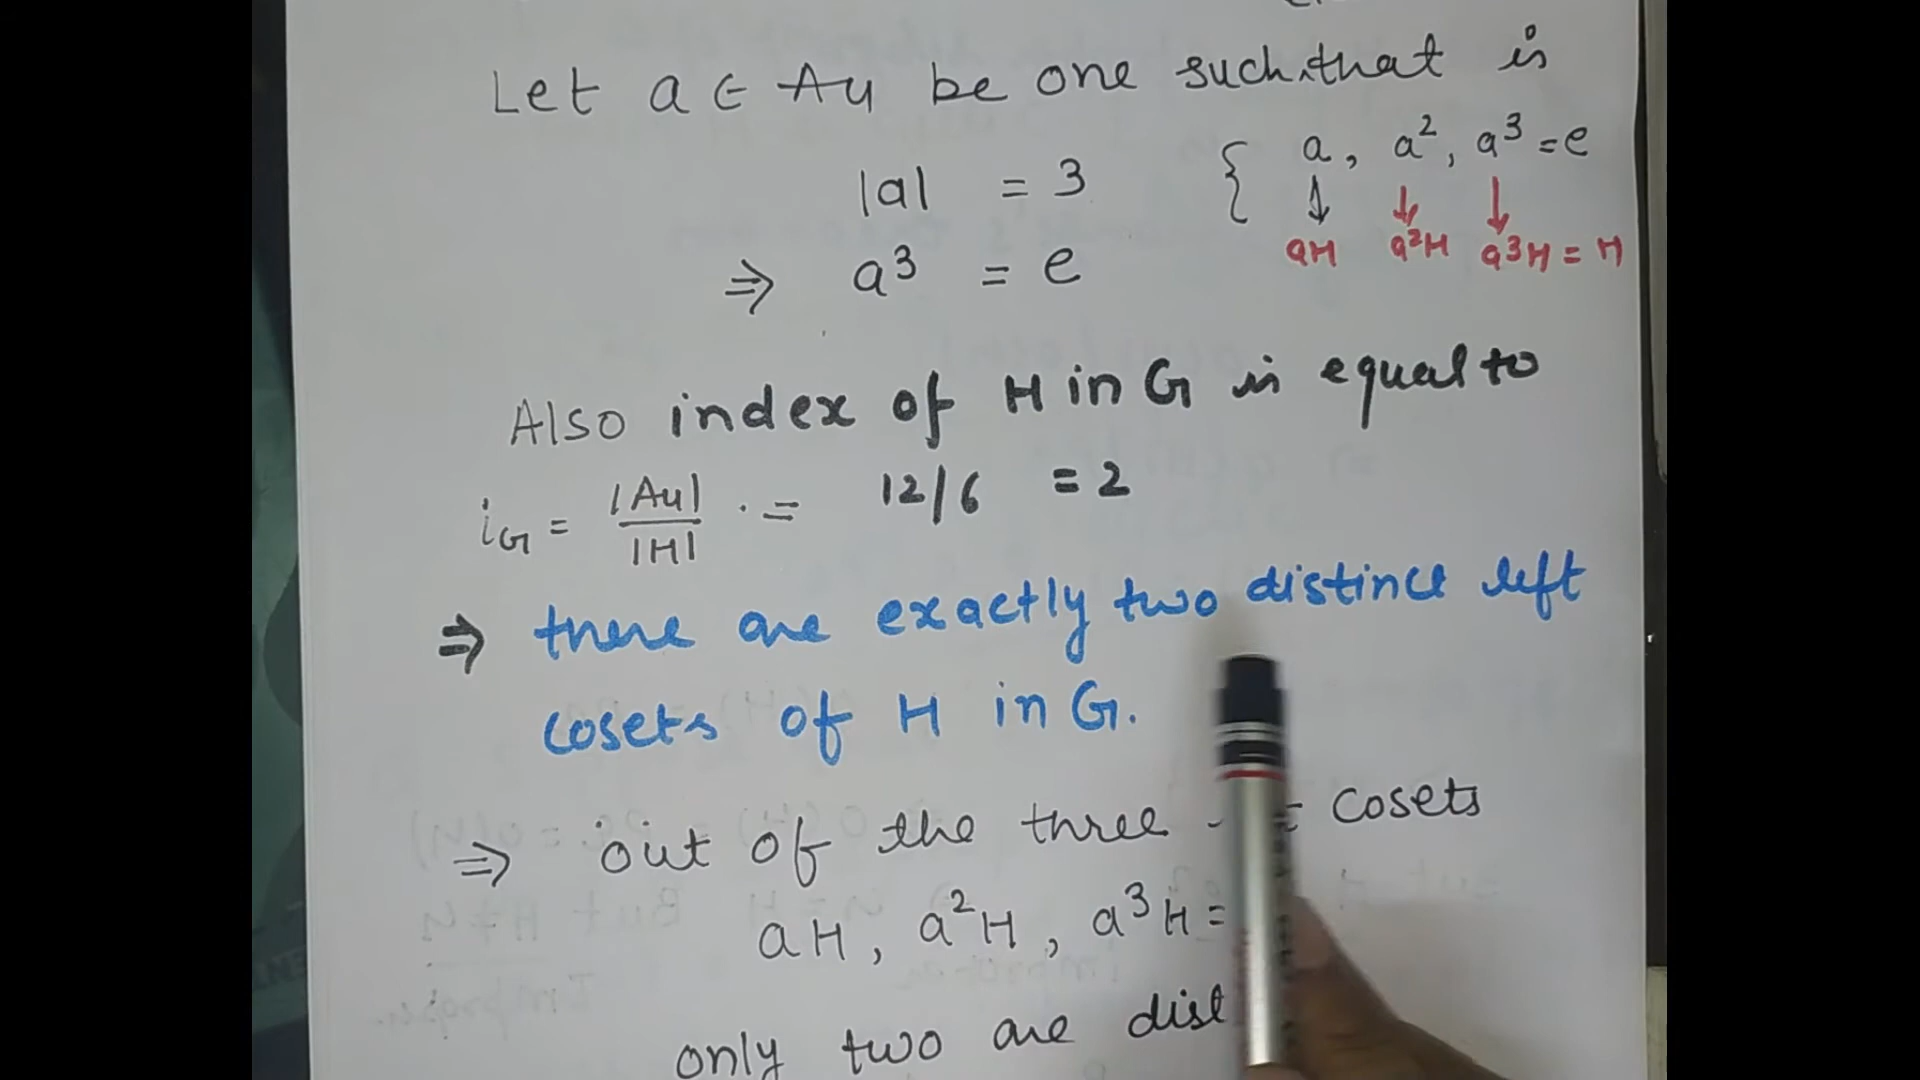 Let a ∈ A4 be one such that is
|a| = 3
{ a, a², a³ = e
↓ ↓ ↓
aH a²H a³H = H
⇒ a³ = e
Also index of H in G is equal to
iG = |A4| / |H| . = 12/6 = 2
⇒ there are exactly two distince left
cosets of H in G.
⇒ out of the three cosets
aH, a²H, a³H =
only two are dist